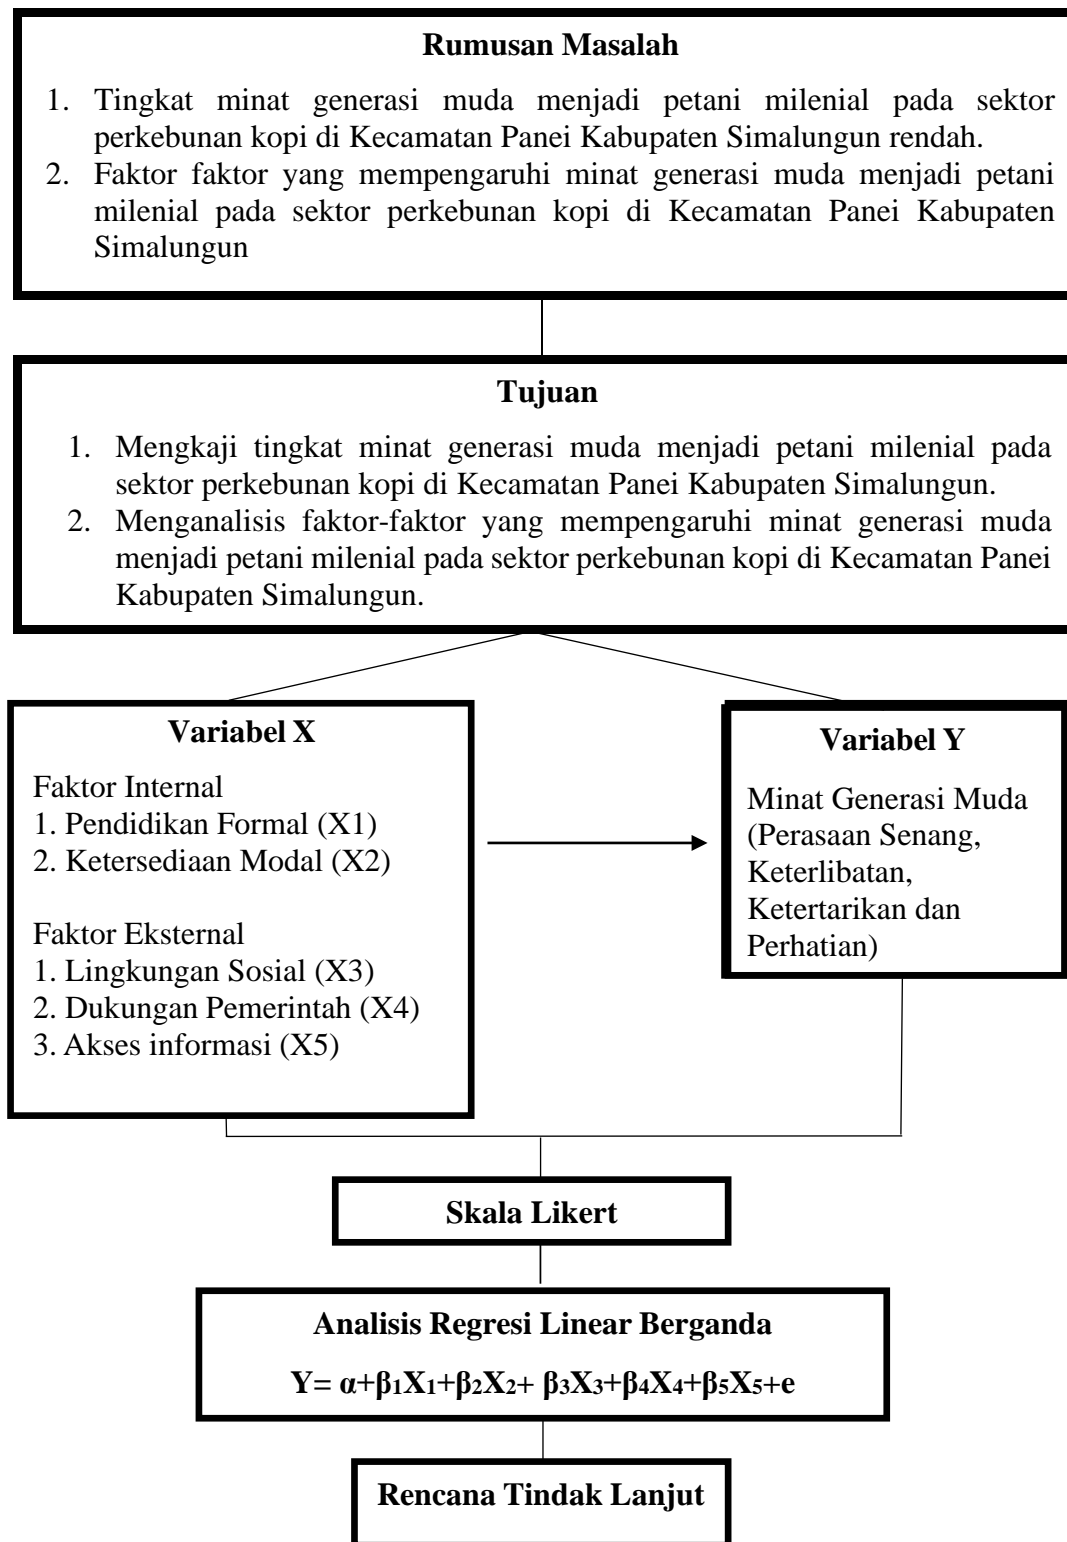 Rumusan Masalah
1. Tingkat minat generasi muda menjadi petani milenial pada sektor
perkebunan kopi di Kecamatan Panei Kabupaten Simalungun rendah.
2. Faktor faktor yang mempengaruhi minat generasi muda menjadi petani
milenial pada sektor perkebunan kopi di Kecamatan Panei Kabupaten
Simalungun
Tujuan
1. Mengkaji tingkat minat generasi muda menjadi petani milenial pada
sektor perkebunan kopi di Kecamatan Panei Kabupaten Simalungun.
2. Menganalisis faktor-faktor yang mempengaruhi minat generasi muda
menjadi petani milenial pada sektor perkebunan kopi di Kecamatan Panei
Kabupaten Simalungun.
Variabel X
Faktor Internal
1. Pendidikan Formal (X1)
2. Ketersediaan Modal (X2)
Faktor Eksternal
1. Lingkungan Sosial (X3)
2. Dukungan Pemerintah (X4)
3. Akses informasi (X5)
Variabel Y
Minat Generasi Muda
(Perasaan Senang,
Keterlibatan,
Ketertarikan dan
Perhatian)
Skala Likert
Analisis Regresi Linear Berganda
Y= α+β₁X₁+β₂X₂+ β₃X₃+β₄X₄+β₅X₅+e
Rencana Tindak Lanjut